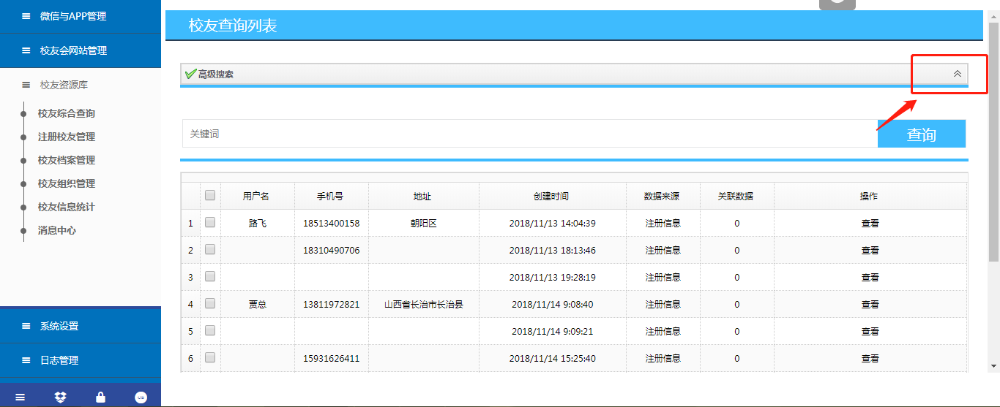 微信与APP管理
校友会网站管理
校友资源库
校友综合查询
注册校友管理
校友档案管理
校友组织管理
校友信息统计
消息中心
系统设置
日志管理
校友查询列表
高级搜索
关键词 查询
用户名 手机号 地址 创建时间 数据来源 关联数据 操作
1 路飞 18513400158 朝阳区 2018/11/13 14:04:39 注册信息 0 查看
2 18310490706 2018/11/13 18:13:46 注册信息 0 查看
3 2018/11/13 19:28:19 注册信息 0 查看
4 贾总 13811972821 山西省长治市长治县 2018/11/14 9:08:40 注册信息 0 查看
5 2018/11/14 9:09:21 注册信息 0 查看
6 15931626411 2018/11/14 15:25:40 注册信息 0 查看